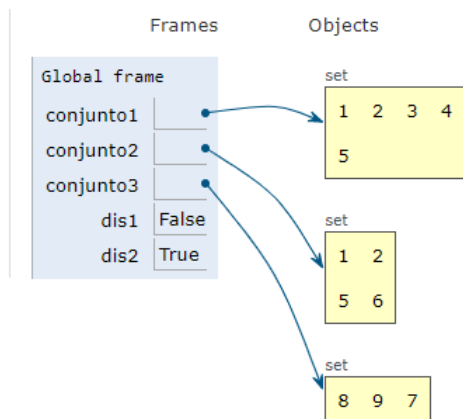 Frames Objects
Global frame
conjunto1
conjunto2
conjunto3
dis1 False
dis2 True
set
1 2 3 4
5
set
1 2
5 6
set
8 9 7